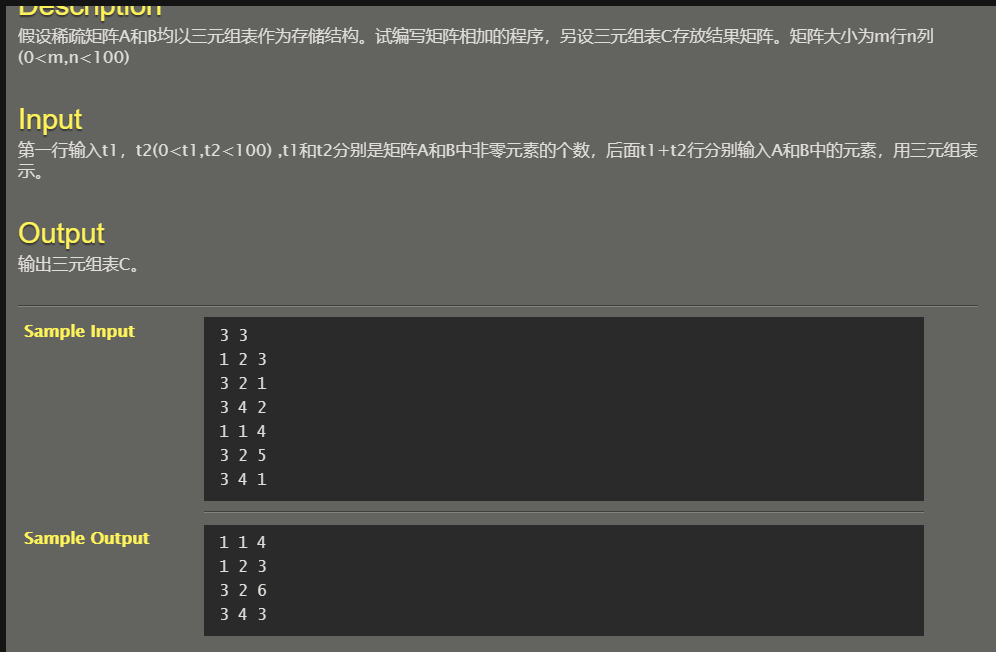 Description
假设稀疏矩阵A和B均以三元组表作为存储结构。试编写矩阵相加的程序，另设三元组表C存放结果矩阵。矩阵大小为m行n列
(0<m,n<100)
Input
第一行输入t1，t2(0<t1,t2<100) ,t1和t2分别是矩阵A和B中非零元素的个数，后面t1+t2行分别输入A和B中的元素，用三元组表
示。
Output
输出三元组表C。
Sample Input
3 3
1 2 3
3 2 1
3 4 2
1 1 4
3 2 5
3 4 1
Sample Output
1 1 4
1 2 3
3 2 6
3 4 3